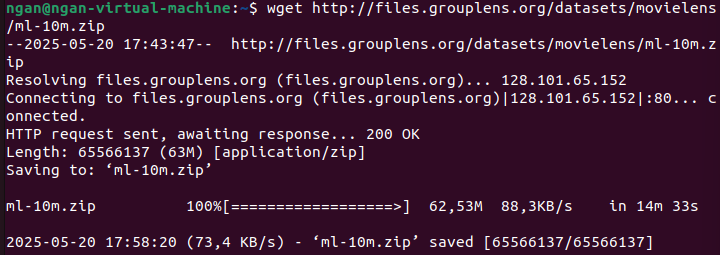 ngan@ngan-virtual-machine:~$ wget http://files.grouplens.org/datasets/movielens
/ml-10m.zip
--2025-05-20 17:43:47--  http://files.grouplens.org/datasets/movielens/ml-10m.z
ip
Resolving files.grouplens.org (files.grouplens.org)... 128.101.65.152
Connecting to files.grouplens.org (files.grouplens.org)|128.101.65.152|:80... c
onnected.
HTTP request sent, awaiting response... 200 OK
Length: 65566137 (63M) [application/zip]
Saving to: ‘ml-10m.zip’
ml-10m.zip          100%[==================>]  62,53M  88,3KB/s    in 14m 33s
2025-05-20 17:58:20 (73,4 KB/s) - ‘ml-10m.zip’ saved [65566137/65566137]